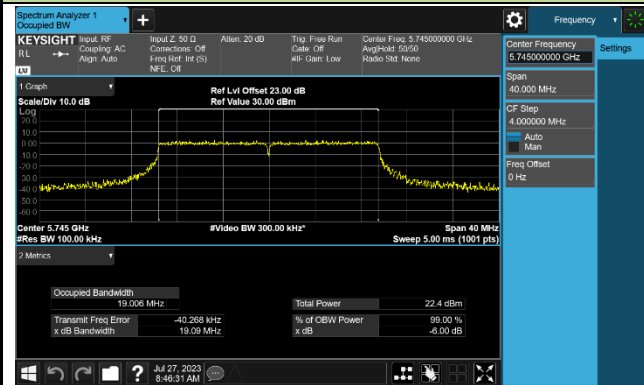 Spectrum Analyzer 1
Occupied BW
Frequency
KEYSIGHT
RL
LXI
Input: RF
Coupling: AC
Align: Auto
Input Z: 50 Ω
Corrections: Off
Freq Ref: Int (S)
NFE: Off
Atten: 20 dB
Trig: Free Run
Gate: Off
#IF Gain: Low
Center Freq: 5.745000000 GHz
Avg|Hold: 50/50
Radio Std: None
Center Frequency
5.745000000 GHz
Settings
Span
40.000 MHz
CF Step
4.000000 MHz
Auto
Man
Freq Offset
0 Hz
1 Graph
Scale/Div 10.0 dB
Ref Lvl Offset 23.00 dB
Ref Value 30.00 dBm
Log
20.0
10.0
0.00
-10.0
-20.0
-30.0
-40.0
-50.0
-60.0
Center 5.745 GHz
#Video BW 300.00 kHz*
Span 40 MHz
#Res BW 100.00 kHz
Sweep 5.00 ms (1001 pts)
2 Metrics
Occupied Bandwidth
19.006 MHz
Total Power 22.4 dBm
Transmit Freq Error -40.268 kHz
% of OBW Power 99.00 %
x dB Bandwidth 19.09 MHz
x dB -6.00 dB
Jul 27, 2023
8:46:31 AM